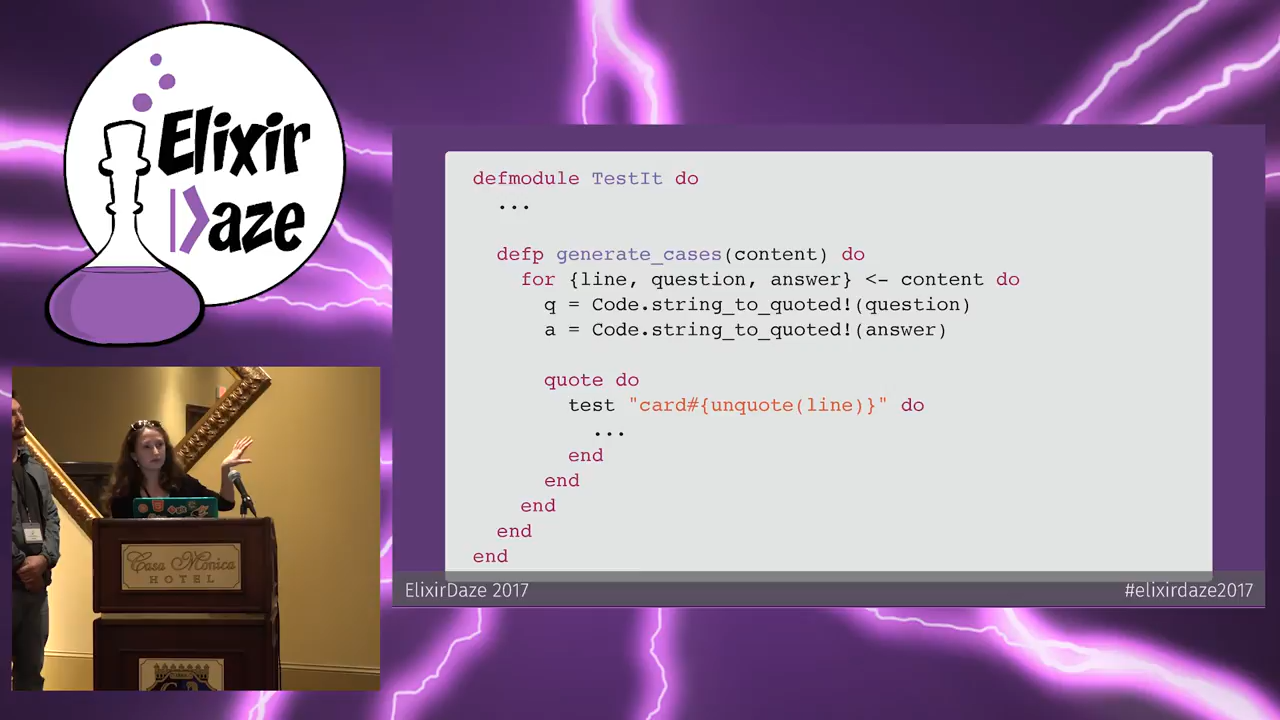 Elixir
Daze
defmodule TestIt do
...
defp generate_cases(content) do
for {line, question, answer} <- content do
q = Code.string_to_quoted!(question)
a = Code.string_to_quoted!(answer)
quote do
test "card#{unquote(line)}" do
...
end
end
end
end
end
ElixirDaze 2017
#elixirdaze2017
Casa Monica
HOTEL